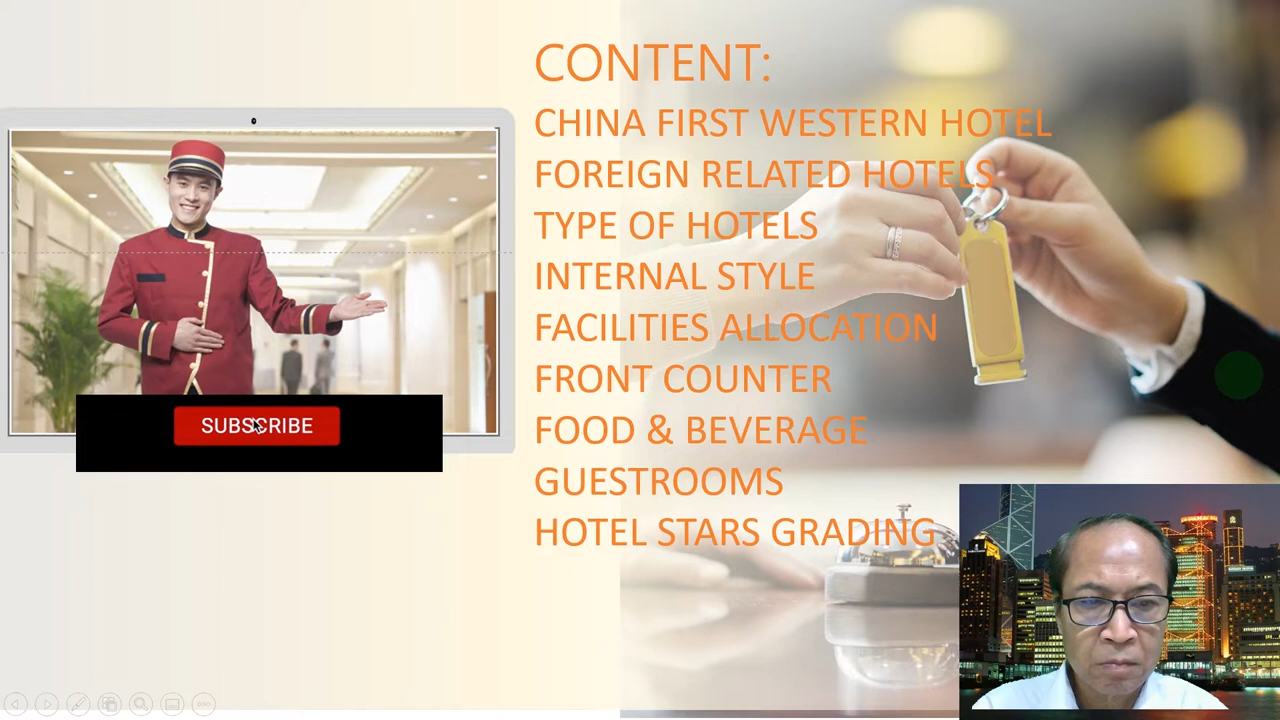 CONTENT:
CHINA FIRST WESTERN HOTEL
FOREIGN RELATED HOTELS
TYPE OF HOTELS
INTERNAL STYLE
FACILITIES ALLOCATION
FRONT COUNTER
FOOD & BEVERAGE
GUESTROOMS
HOTEL STARS GRADING
SUBSCRIBE